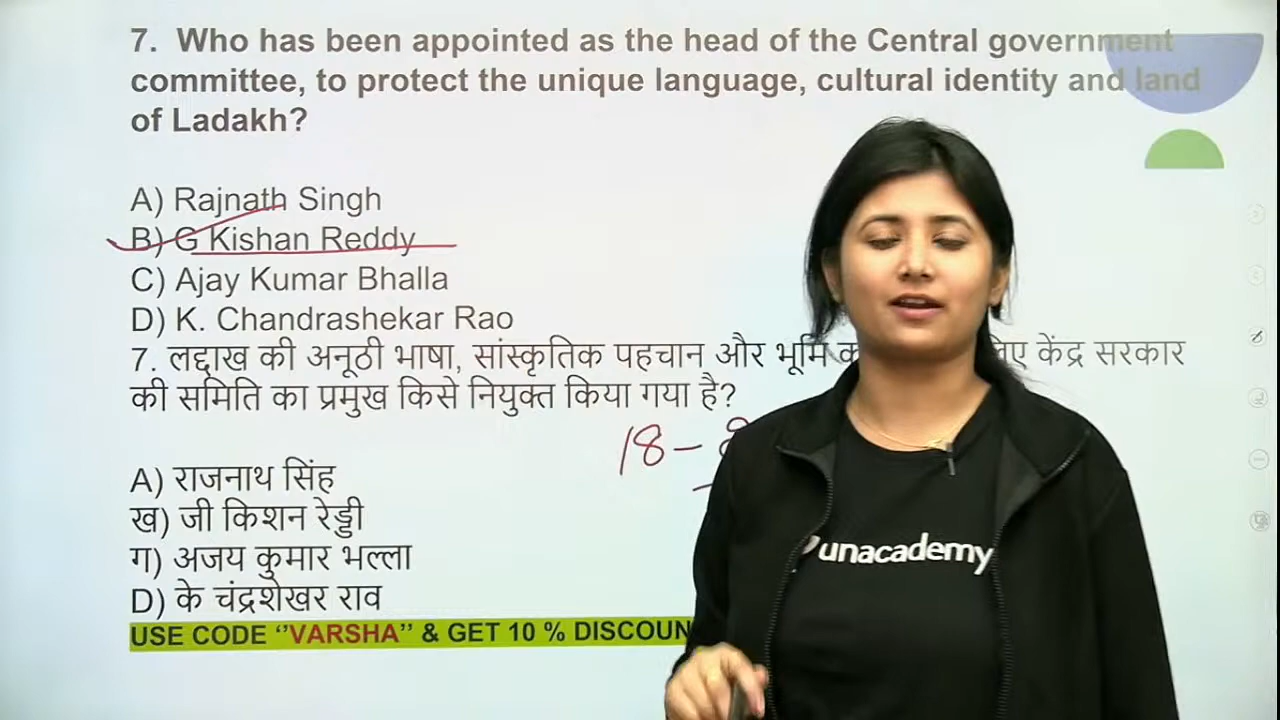 7. Who has been appointed as the head of the Central government
committee, to protect the unique language, cultural identity and land
of Ladakh?
A) Rajnath Singh
B) G Kishan Reddy
C) Ajay Kumar Bhalla
D) K. Chandrashekar Rao
7. लद्दाख की अनूठी भाषा, सांस्कृतिक पहचान और भूमि केंद्र सरकार
की समिति का प्रमुख किसे नियुक्त किया गया है?
18 –
A) राजनाथ सिंह
ख) जी किशन रेड्डी
ग) अजय कुमार भल्ला
D) के चंद्रशेखर राव
unacademy
USE CODE ‘’VARSHA’’ & GET 10 % DISCOUN